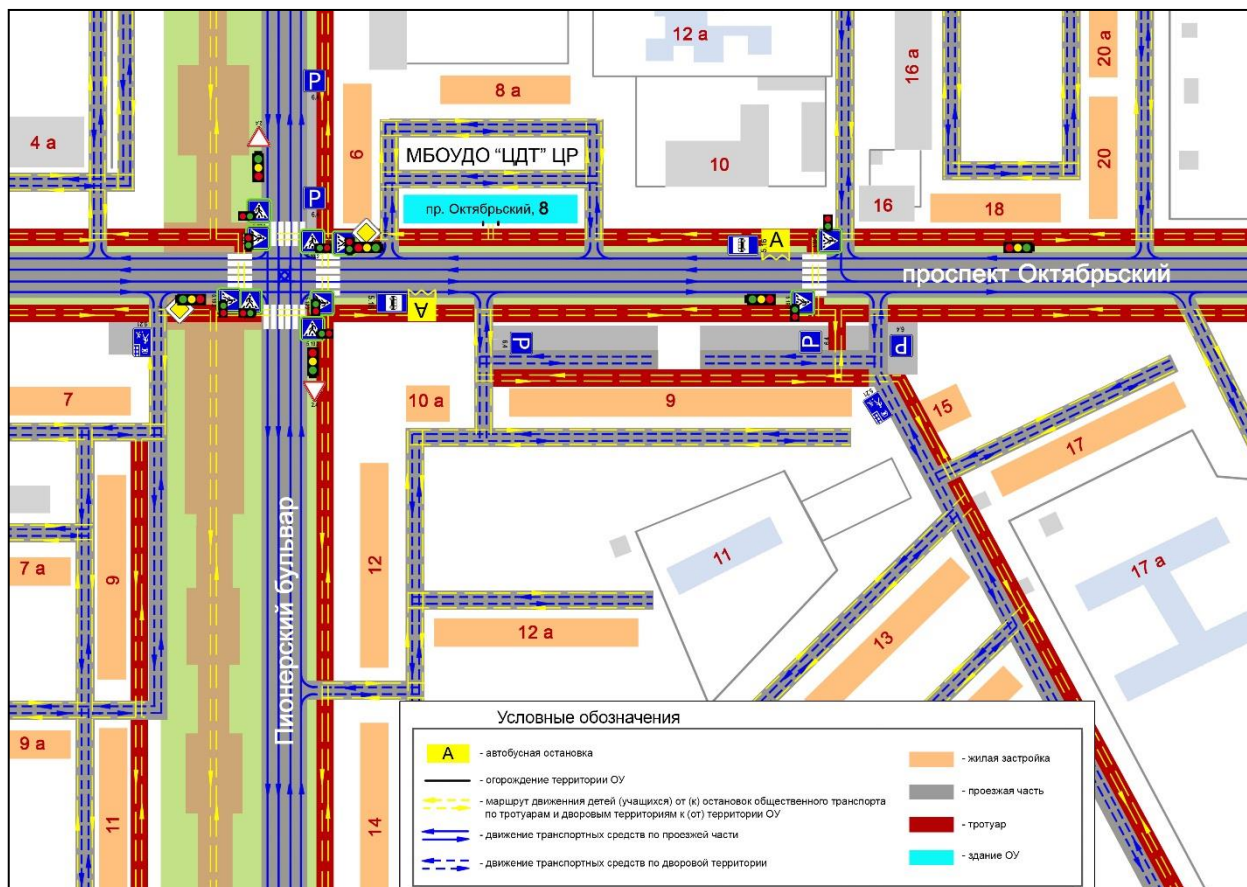 12 а
16 а
20 а
8 а
4 а
6
10
20
МБОУДО “ЦДТ” ЦР
пр. Октябрьский, 8
16
18
А
проспект Октябрьский
А
P
P
P
P
P
7
10 а
9
15
17
9
12
11
17 а
7 а
Пионерский бульвар
12 а
13
9 а
11
14
Условные обозначения
А - автобусная остановка
- огорождение территории ОУ
- маршрут движенния детей (учащихся) от (к) остановок общественного транспорта
по тротуарам и дворовым территориям к (от) территории ОУ
- движение транспортных средств по проезжей части
- движение транспортных средств по дворовой территории
- жилая застройка
- проезжая часть
- тротуар
- здание ОУ